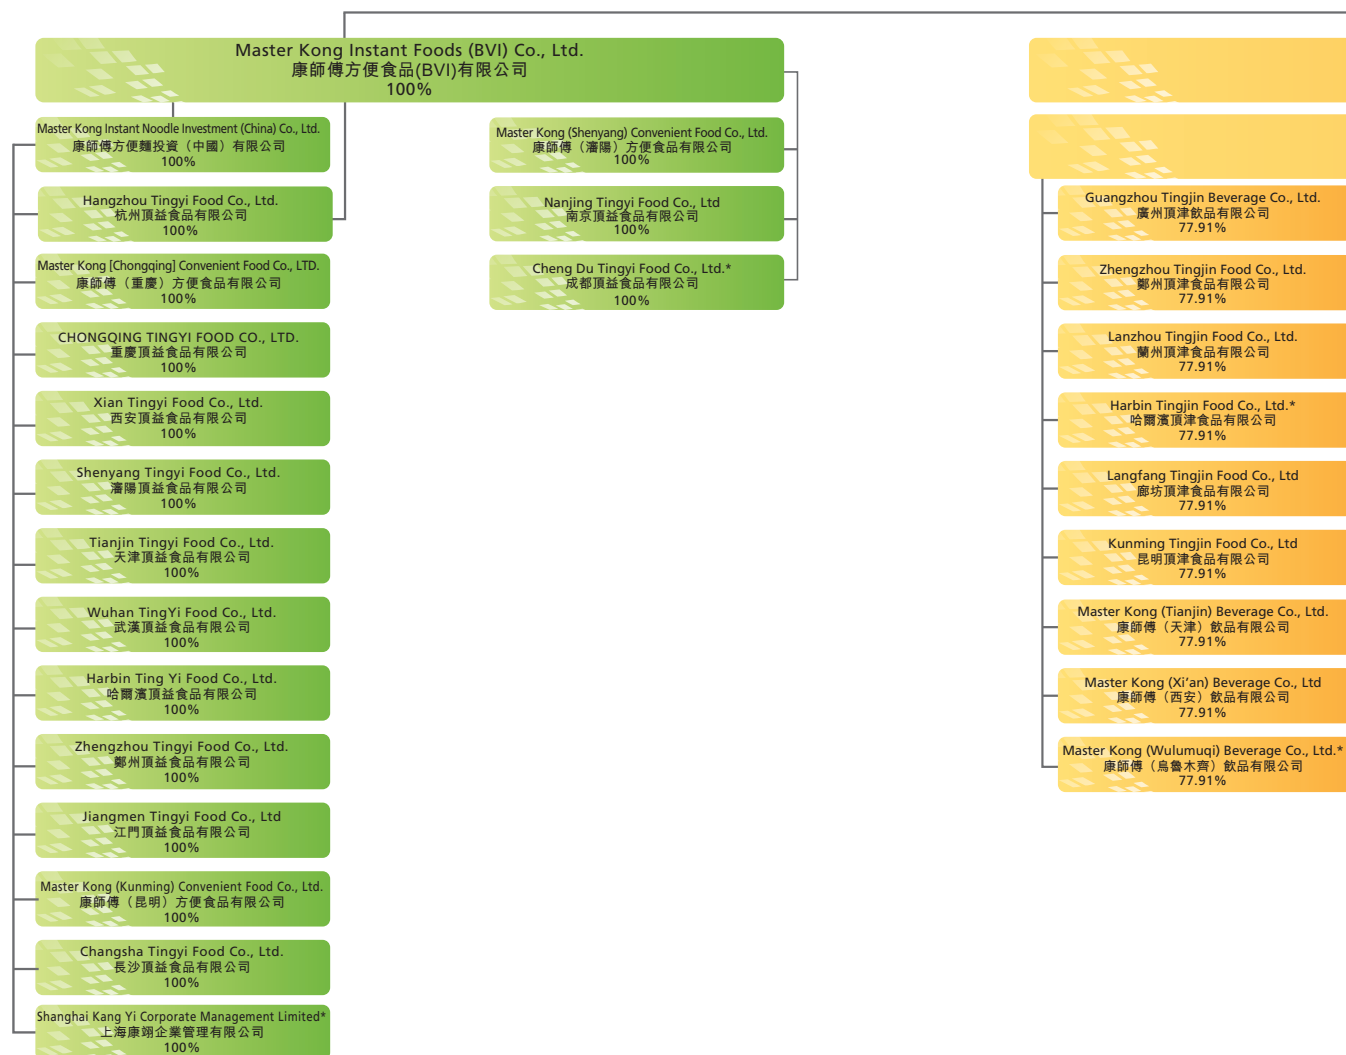 Master Kong Instant Foods (BVI) Co., Ltd.
康師傅方便食品(BVI)有限公司
100%
Master Kong Instant Noodle Investment (China) Co., Ltd.
康師傅方便麵投資（中國）有限公司
100%
Hangzhou Tingyi Food Co., Ltd.
杭州頂益食品有限公司
100%
Master Kong [Chongqing] Convenient Food Co., LTD.
康師傅（重慶）方便食品有限公司
100%
CHONGQING TINGYI FOOD CO., LTD.
重慶頂益食品有限公司
100%
Xian Tingyi Food Co., Ltd.
西安頂益食品有限公司
100%
Shenyang Tingyi Food Co., Ltd.
瀋陽頂益食品有限公司
100%
Tianjin Tingyi Food Co., Ltd.
天津頂益食品有限公司
100%
Wuhan TingYi Food Co., Ltd.
武漢頂益食品有限公司
100%
Harbin Ting Yi Food Co., Ltd.
哈爾濱頂益食品有限公司
100%
Zhengzhou Tingyi Food Co., Ltd.
鄭州頂益食品有限公司
100%
Jiangmen Tingyi Food Co., Ltd
江門頂益食品有限公司
100%
Master Kong (Kunming) Convenient Food Co., Ltd.
康師傅（昆明）方便食品有限公司
100%
Changsha Tingyi Food Co., Ltd.
長沙頂益食品有限公司
100%
Shanghai Kang Yi Corporate Management Limited*
上海康翊企業管理有限公司
100%
Master Kong (Shenyang) Convenient Food Co., Ltd.
康師傅（瀋陽）方便食品有限公司
100%
Nanjing Tingyi Food Co., Ltd
南京頂益食品有限公司
100%
Cheng Du Tingyi Food Co., Ltd.*
成都頂益食品有限公司
100%
Guangzhou Tingjin Beverage Co., Ltd.
廣州頂津飲品有限公司
77.91%
Zhengzhou Tingjin Food Co., Ltd.
鄭州頂津食品有限公司
77.91%
Lanzhou Tingjin Food Co., Ltd.
蘭州頂津食品有限公司
77.91%
Harbin Tingjin Food Co., Ltd.*
哈爾濱頂津食品有限公司
77.91%
Langfang Tingjin Food Co., Ltd
廊坊頂津食品有限公司
77.91%
Kunming Tingjin Food Co., Ltd
昆明頂津食品有限公司
77.91%
Master Kong (Tianjin) Beverage Co., Ltd.
康師傅（天津）飲品有限公司
77.91%
Master Kong (Xi'an) Beverage Co., Ltd
康師傅（西安）飲品有限公司
77.91%
Master Kong (Wulumuqi) Beverage Co., Ltd.*
康師傅（烏魯木齊）飲品有限公司
77.91%